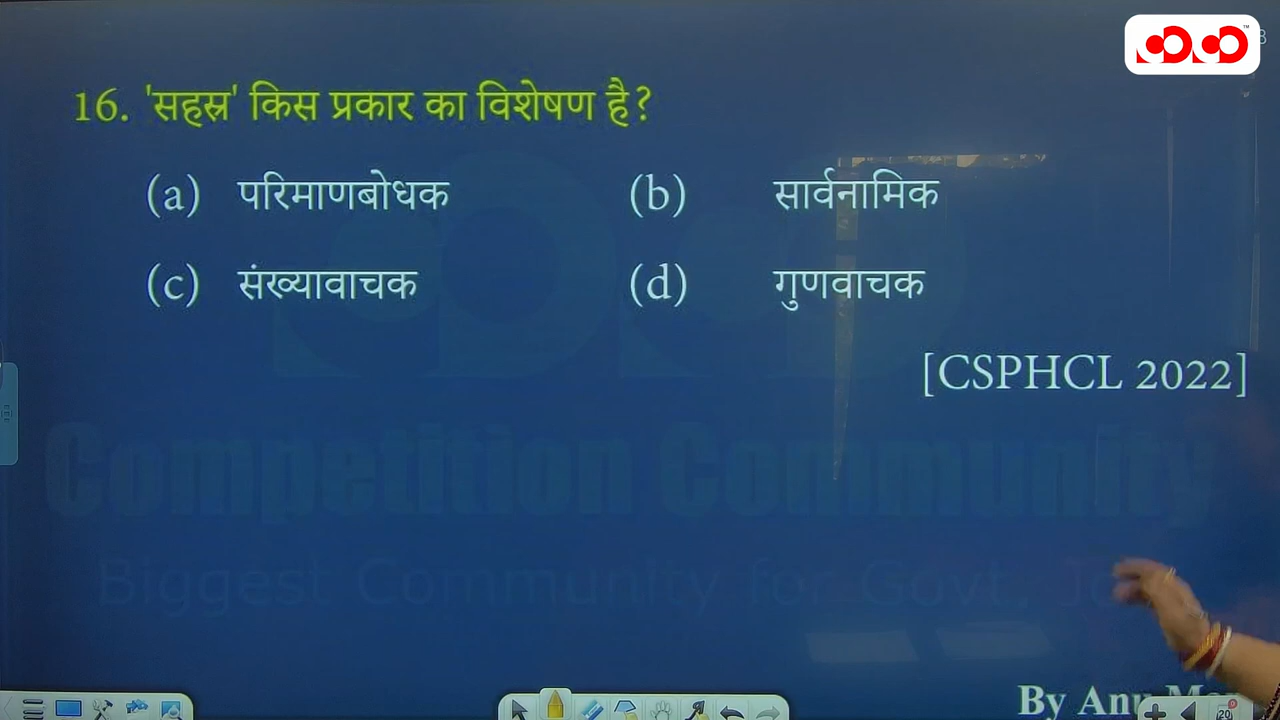 16. 'सहस्र' किस प्रकार का विशेषण है?
(a) परिमाणबोधक (b) सार्वनामिक
(c) संख्यावाचक (d) गुणवाचक
[CSPHCL 2022]
Competition Community
Biggest Community for Govt. Jo
By Anu